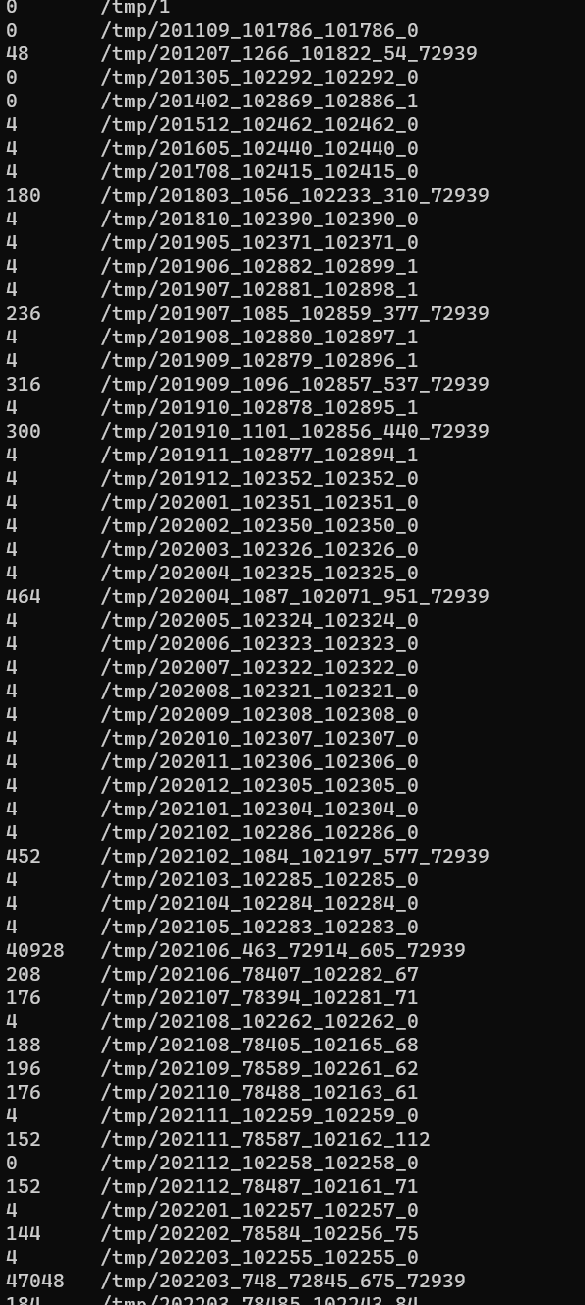 0 /tmp/1
0 /tmp/201109_101786_101786_0
48 /tmp/201207_1266_101822_54_72939
0 /tmp/201305_102292_102292_0
0 /tmp/201402_102869_102886_1
4 /tmp/201512_102462_102462_0
4 /tmp/201605_102440_102440_0
4 /tmp/201708_102415_102415_0
180 /tmp/201803_1056_102233_310_72939
4 /tmp/201810_102390_102390_0
4 /tmp/201905_102371_102371_0
4 /tmp/201906_102882_102899_1
4 /tmp/201907_102881_102898_1
236 /tmp/201907_1085_102859_377_72939
4 /tmp/201908_102880_102897_1
4 /tmp/201909_102879_102896_1
316 /tmp/201909_1096_102857_537_72939
4 /tmp/201910_102878_102895_1
300 /tmp/201910_1101_102856_440_72939
4 /tmp/201911_102877_102894_1
4 /tmp/201912_102352_102352_0
4 /tmp/202001_102351_102351_0
4 /tmp/202002_102350_102350_0
4 /tmp/202003_102326_102326_0
4 /tmp/202004_102325_102325_0
464 /tmp/202004_1087_102071_951_72939
4 /tmp/202005_102324_102324_0
4 /tmp/202006_102323_102323_0
4 /tmp/202007_102322_102322_0
4 /tmp/202008_102321_102321_0
4 /tmp/202009_102308_102308_0
4 /tmp/202010_102307_102307_0
4 /tmp/202011_102306_102306_0
4 /tmp/202012_102305_102305_0
4 /tmp/202101_102304_102304_0
4 /tmp/202102_102286_102286_0
452 /tmp/202102_1084_102197_577_72939
4 /tmp/202103_102285_102285_0
4 /tmp/202104_102284_102284_0
4 /tmp/202105_102283_102283_0
40928 /tmp/202106_463_72914_605_72939
208 /tmp/202106_78407_102282_67
176 /tmp/202107_78394_102281_71
4 /tmp/202108_102262_102262_0
188 /tmp/202108_78405_102165_68
196 /tmp/202109_78589_102261_62
176 /tmp/202110_78488_102163_61
4 /tmp/202111_102259_102259_0
152 /tmp/202111_78587_102162_112
0 /tmp/202112_102258_102258_0
152 /tmp/202112_78487_102161_71
4 /tmp/202201_102257_102257_0
144 /tmp/202202_78584_102256_75
4 /tmp/202203_102255_102255_0
47048 /tmp/202203_748_72845_675_72939
184 /tmp/202203_78485_102243_84